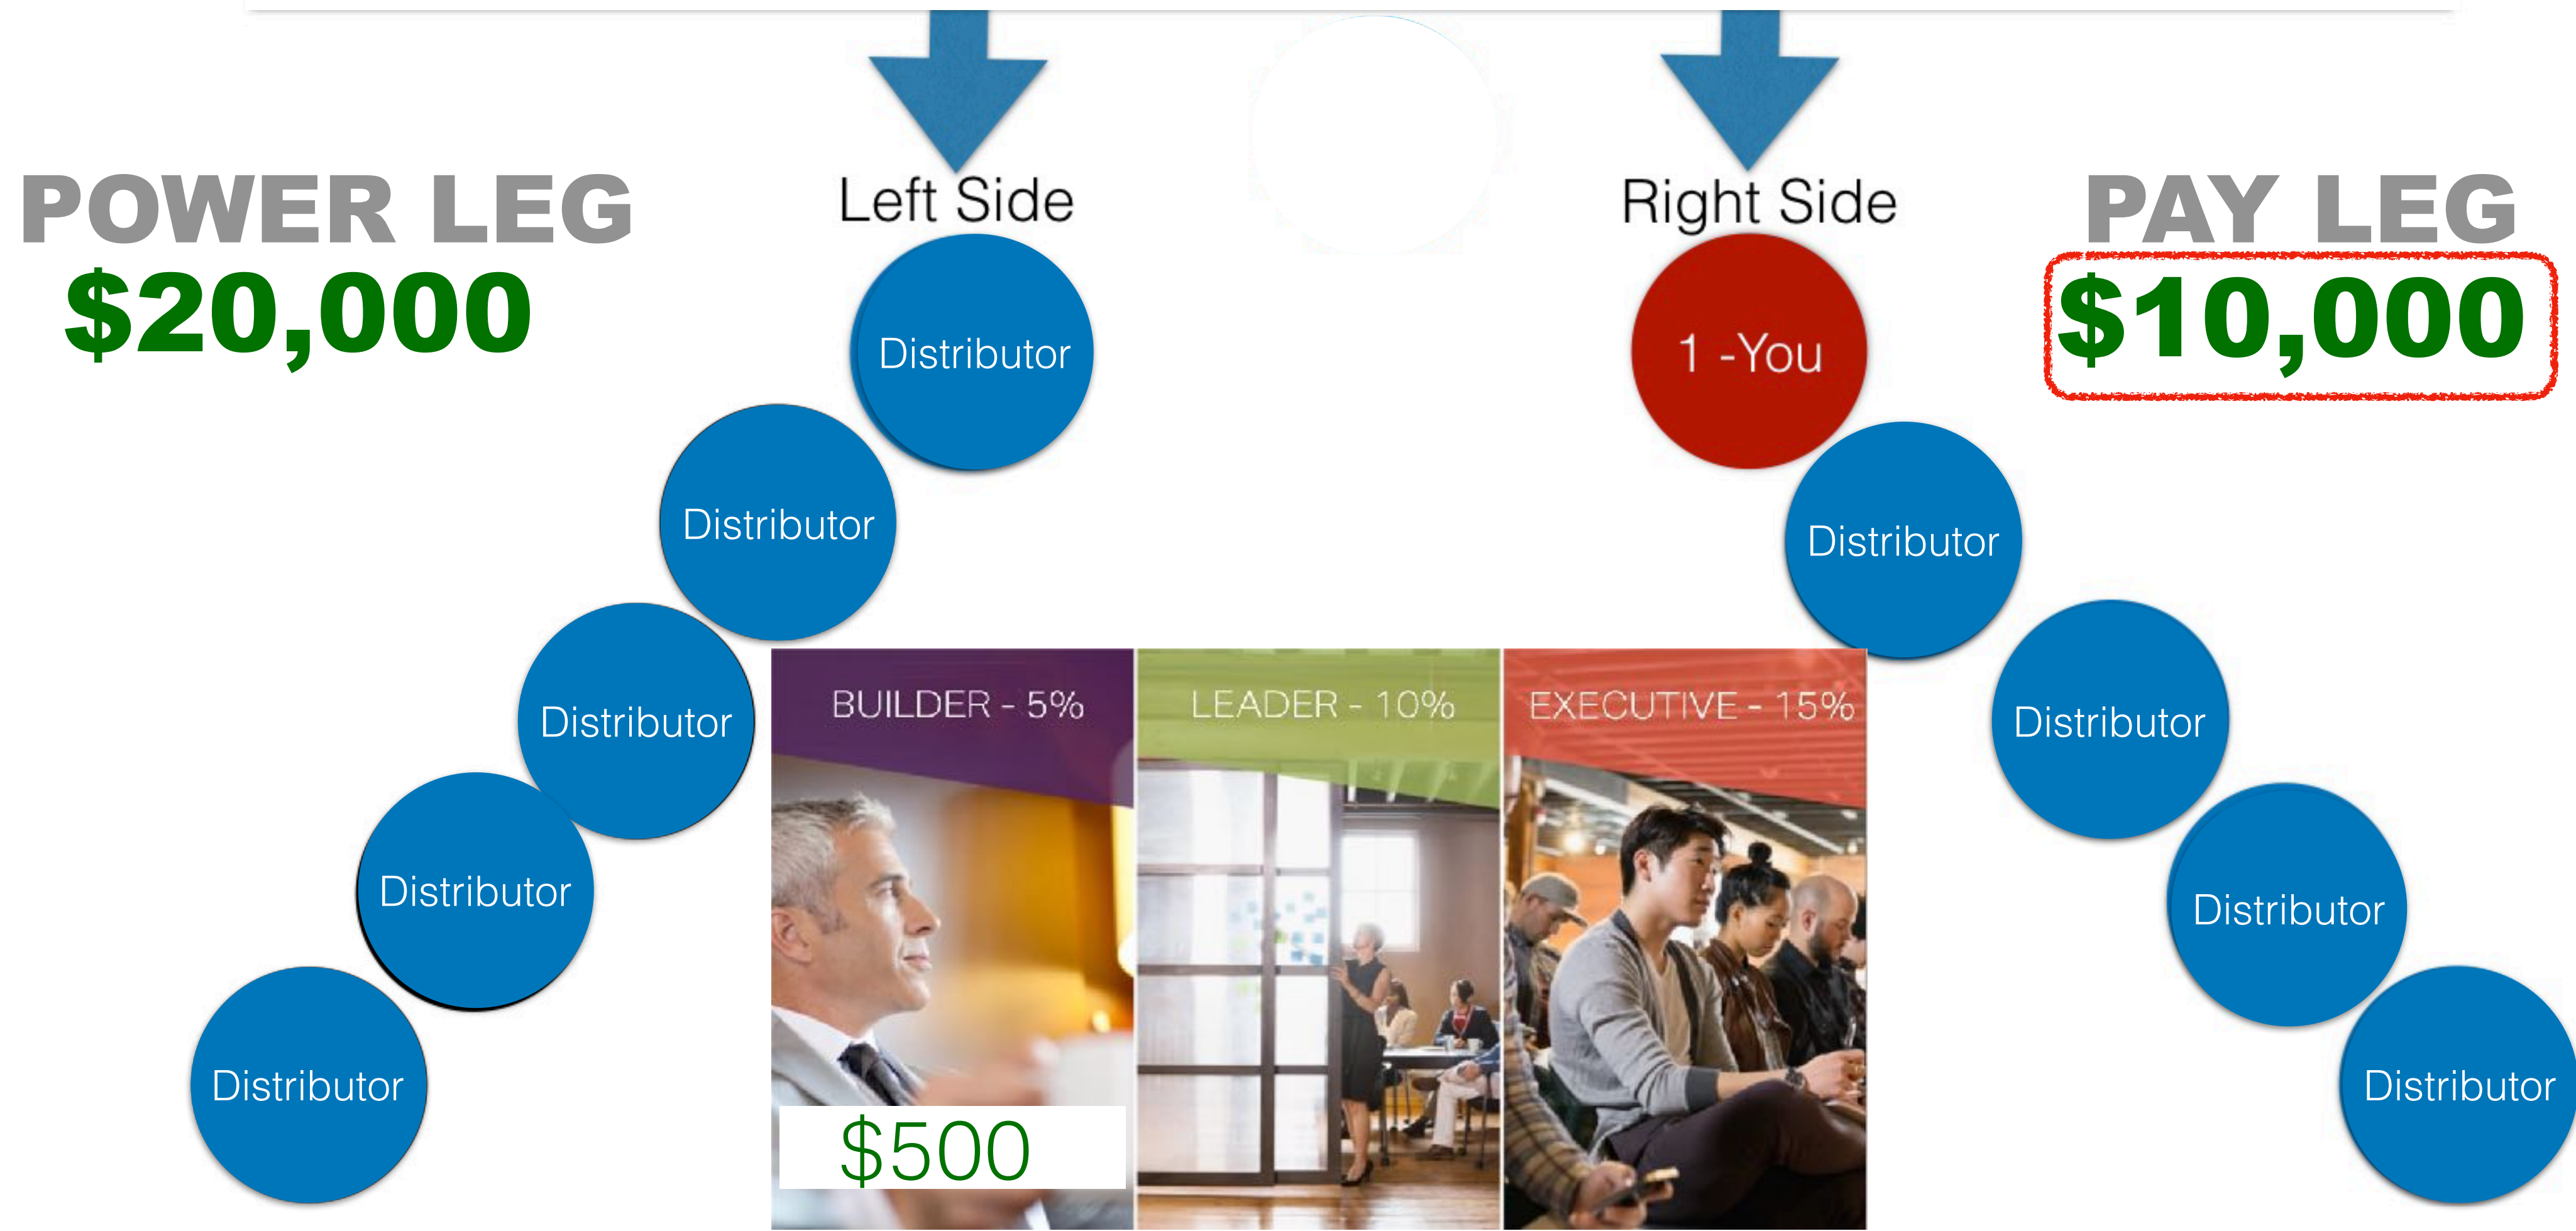 POWER LEG
$20,000
Left Side
Right Side
PAY LEG
$10,000
Distributor
1 -You
Distributor
Distributor
Distributor
Distributor
Distributor
Distributor
Distributor
Distributor
BUILDER - 5%
LEADER - 10%
EXECUTIVE - 15%
$500